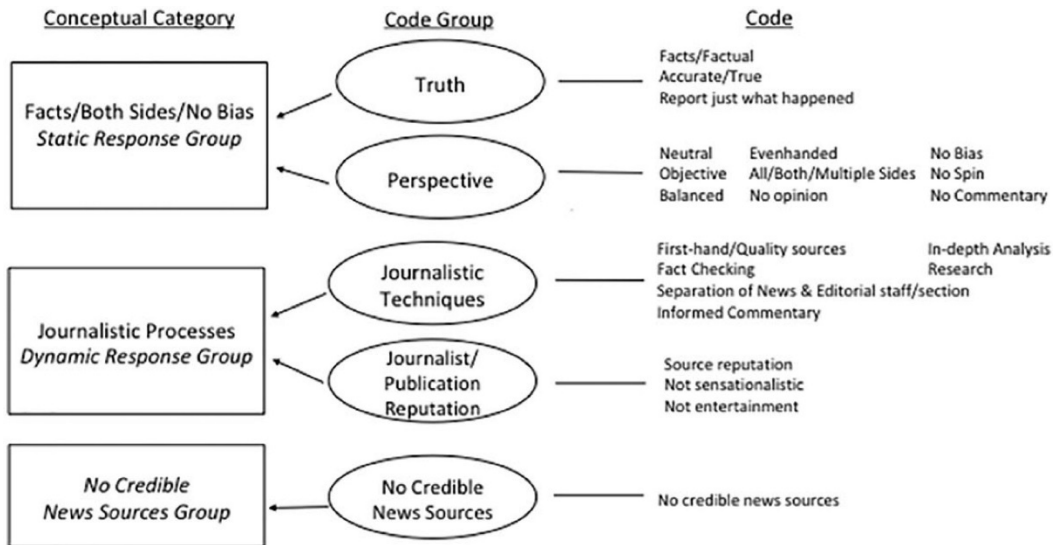 Conceptual Category
Code Group
Code
Facts/Both Sides/No Bias
Static Response Group
Truth
Facts/Factual
Accurate/True
Report just what happened
Perspective
Neutral Evenhanded No Bias
Objective All/Both/Multiple Sides No Spin
Balanced No opinion No Commentary
Journalistic Processes
Dynamic Response Group
Journalistic
Techniques
First-hand/Quality sources In-depth Analysis
Fact Checking Research
Separation of News & Editorial staff/section
Informed Commentary
Journalist/
Publication
Reputation
Source reputation
Not sensationalistic
Not entertainment
No Credible
News Sources Group
No Credible
News Sources
No credible news sources